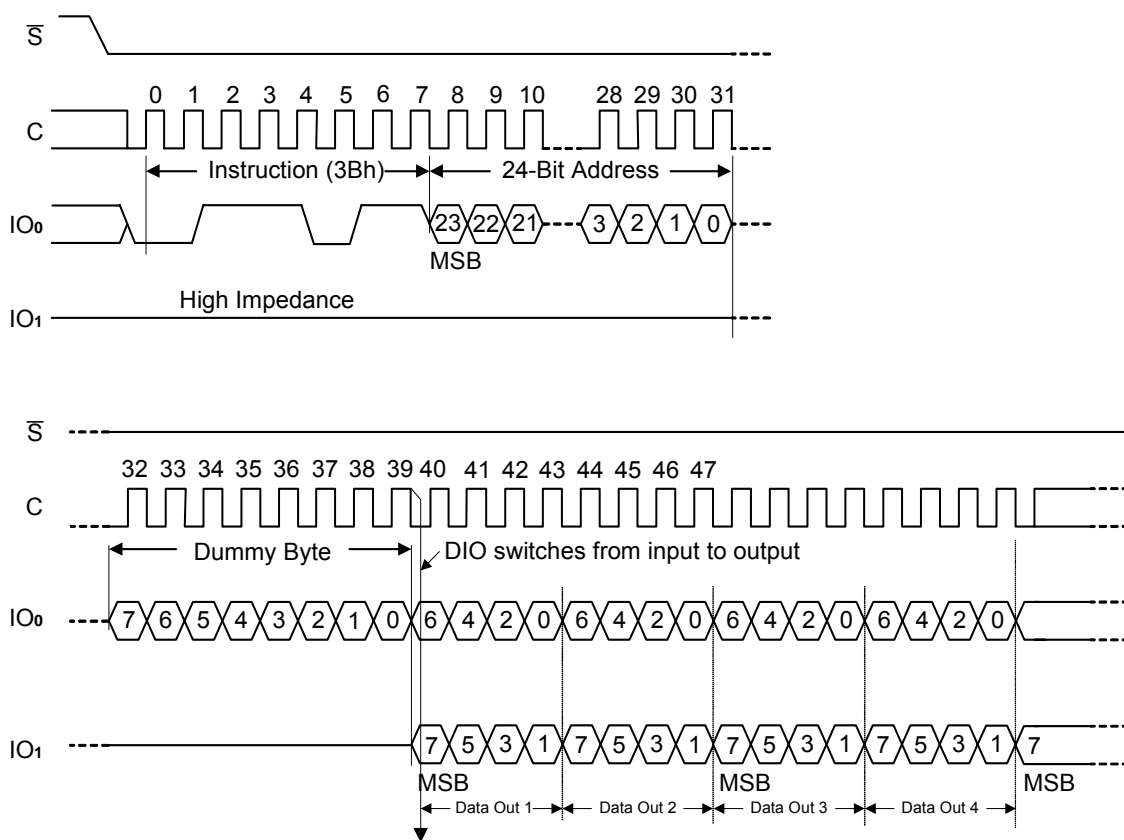 S
0 1 2 3 4 5 6 7 8 9 10 28 29 30 31
C
Instruction (3Bh) 24-Bit Address
IO0 23 22 21 3 2 1 0
MSB
High Impedance
IO1
S
32 33 34 35 36 37 38 39 40 41 42 43 44 45 46 47
C
Dummy Byte DIO switches from input to output
IO0 7 6 5 4 3 2 1 0 6 4 2 0 6 4 2 0 6 4 2 0 6 4 2 0
IO1 7 5 3 1 7 5 3 1 7 5 3 1 7 5 3 1 7
MSB MSB MSB
Data Out 1 Data Out 2 Data Out 3 Data Out 4